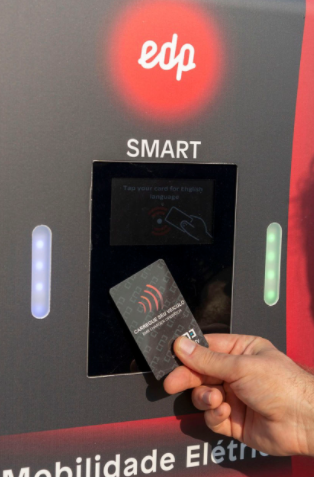 edp
SMART
Tap your card for english
language
CARREGUE SEU VEÍCULO
Mobilidade Elétri